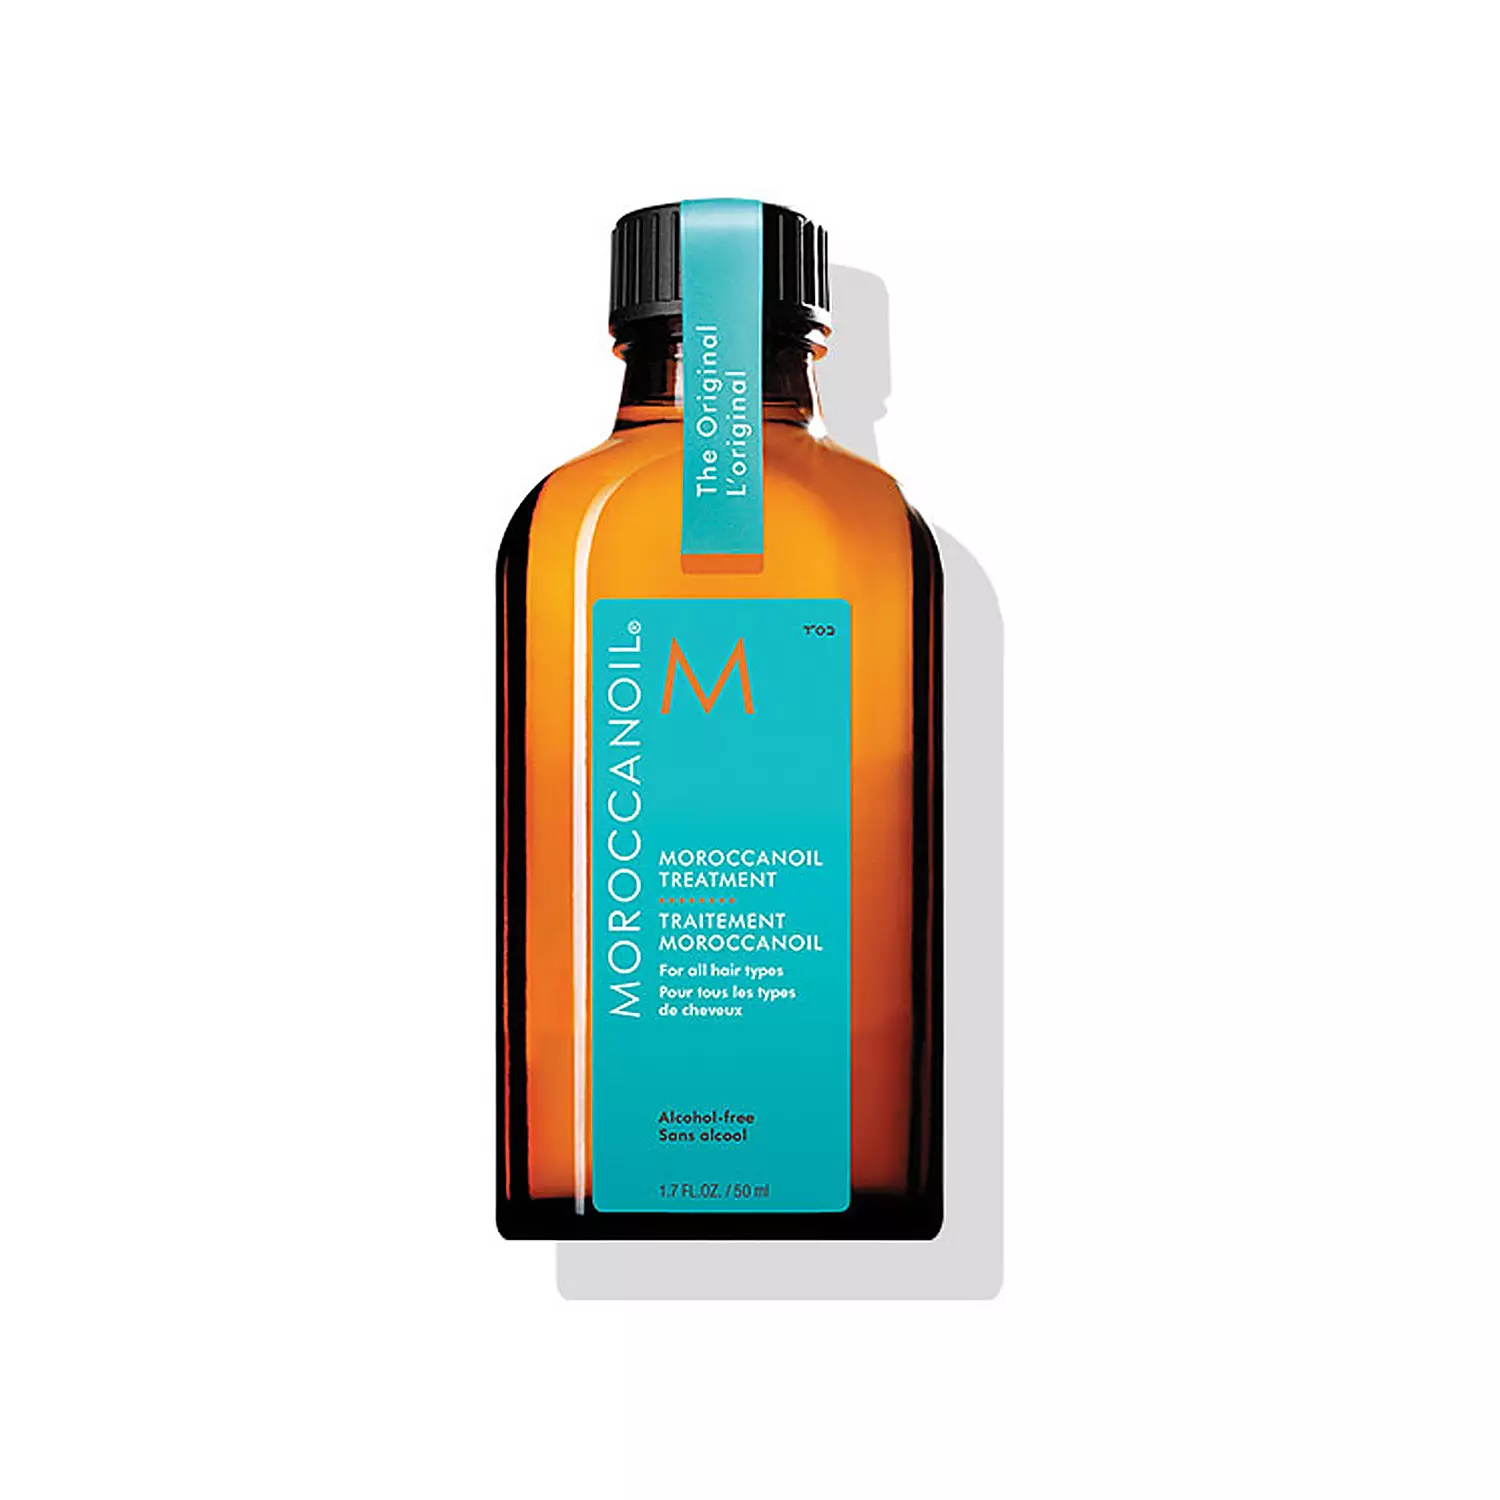 The Original
L'original
MOROCCANOIL®
M
MOROCCANOIL
TREATMENT
TRAITEMENT
MOROCCANOIL
For all hair types
Pour tous les types
de cheveux
Alcohol-free
Sans alcool
1.7 FL.OZ. / 50 ml